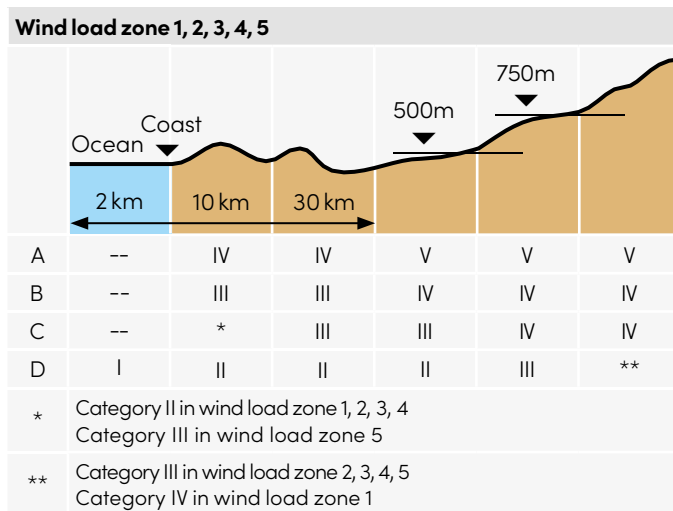 Wind load zone 1, 2, 3, 4, 5
750m
500m
Coast
Ocean
2 km 10 km 30 km
A -- IV IV V V V
B -- III III IV IV IV
C -- * III III IV IV
D I II II II III **
* Category II in wind load zone 1, 2, 3, 4
Category III in wind load zone 5
** Category III in wind load zone 2, 3, 4, 5
Category IV in wind load zone 1